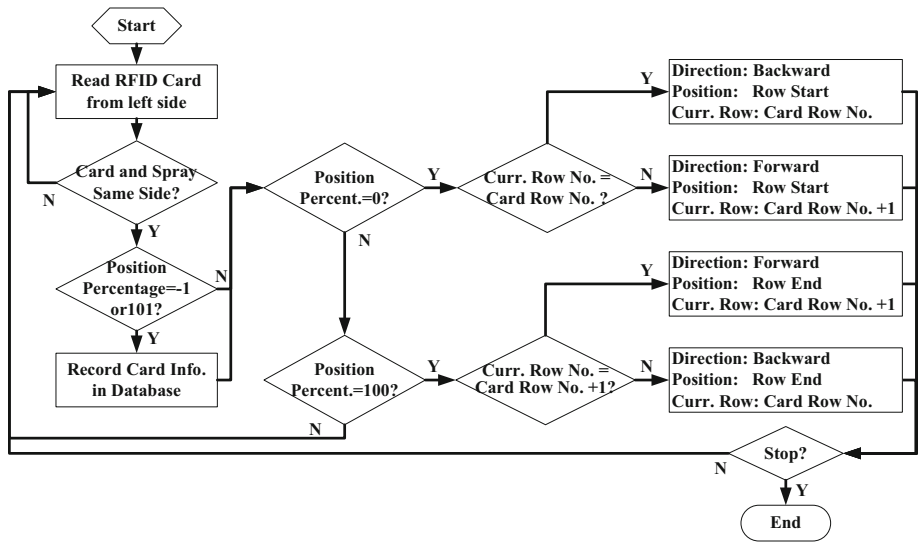 Start
Read RFID Card
from left side
Card and Spray
Same Side?
N
Y
Position
Percentage=-1
or101?
N
Y
Record Card Info.
in Database
Position
Percent.=0?
Y
N
Curr. Row No. =
Card Row No. ?
Y
N
Direction: Backward
Position: Row Start
Curr. Row: Card Row No.
Direction: Forward
Position: Row Start
Curr. Row: Card Row No. +1
Position
Percent.=100?
Y
N
Curr. Row No. =
Card Row No. +1?
Y
N
Direction: Forward
Position: Row End
Curr. Row: Card Row No. +1
Direction: Backward
Position: Row End
Curr. Row: Card Row No.
Stop?
N
Y
End